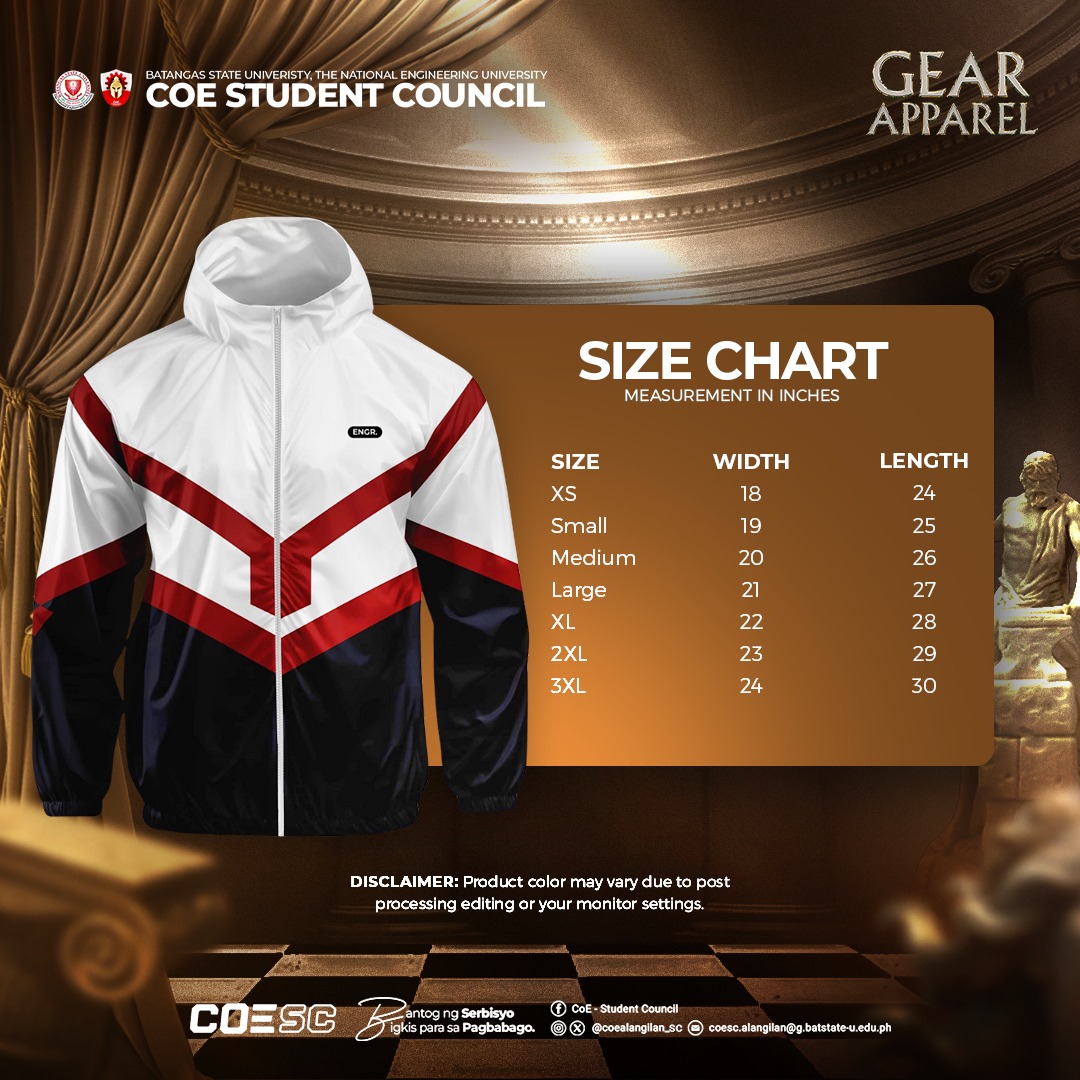 BATANGAS STATE UNIVERISTY, THE NATIONAL ENGINEERING UNIVERSITY
COE STUDENT COUNCIL
GEAR
APPAREL
ENGR.
SIZE CHART
MEASUREMENT IN INCHES
SIZE WIDTH LENGTH
XS 18 24
Small 19 25
Medium 20 26
Large 21 27
XL 22 28
2XL 23 29
3XL 24 30
DISCLAIMER: Product color may vary due to post
processing editing or your monitor settings.
COESC
Bantog ng Serbisyo
Bigkis para sa Pagbabago.
CoE - Student Council
@coealangilan_sc coesc.alangilan@g.batstate-u.edu.ph